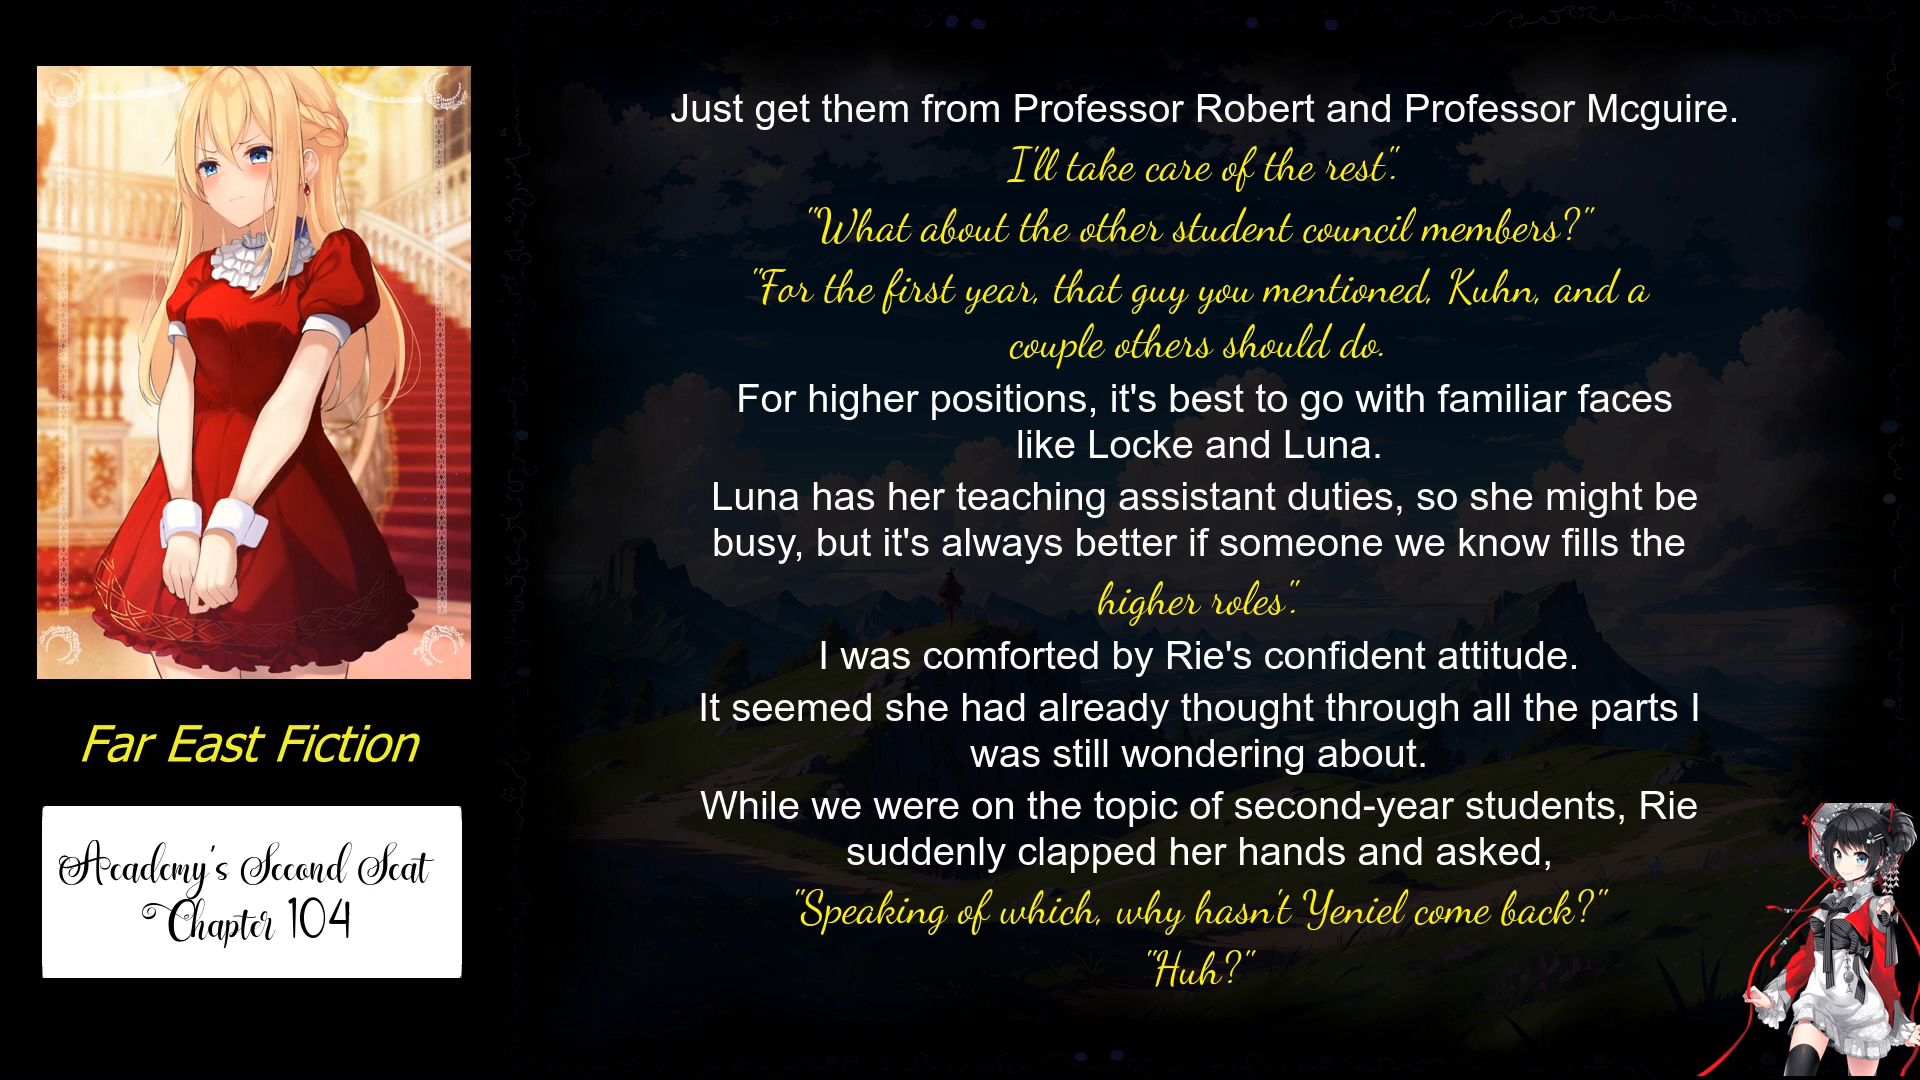 Just get them from Professor Robert and Professor Mcguire.
I'll take care of the rest".
"What about the other student council members?"
"For the first year, that guy you mentioned, Kuhn, and a
couple others should do.
For higher positions, it's best to go with familiar faces
like Locke and Luna.
Luna has her teaching assistant duties, so she might be
busy, but it's always better if someone we know fills the
higher roles".
I was comforted by Rie's confident attitude.
It seemed she had already thought through all the parts I
was still wondering about.
While we were on the topic of second-year students, Rie
suddenly clapped her hands and asked,
"Speaking of which, why hasn't Yeniel come back?"
"Huh?"
Far East Fiction
Academy's Second Seat
Chapter 104